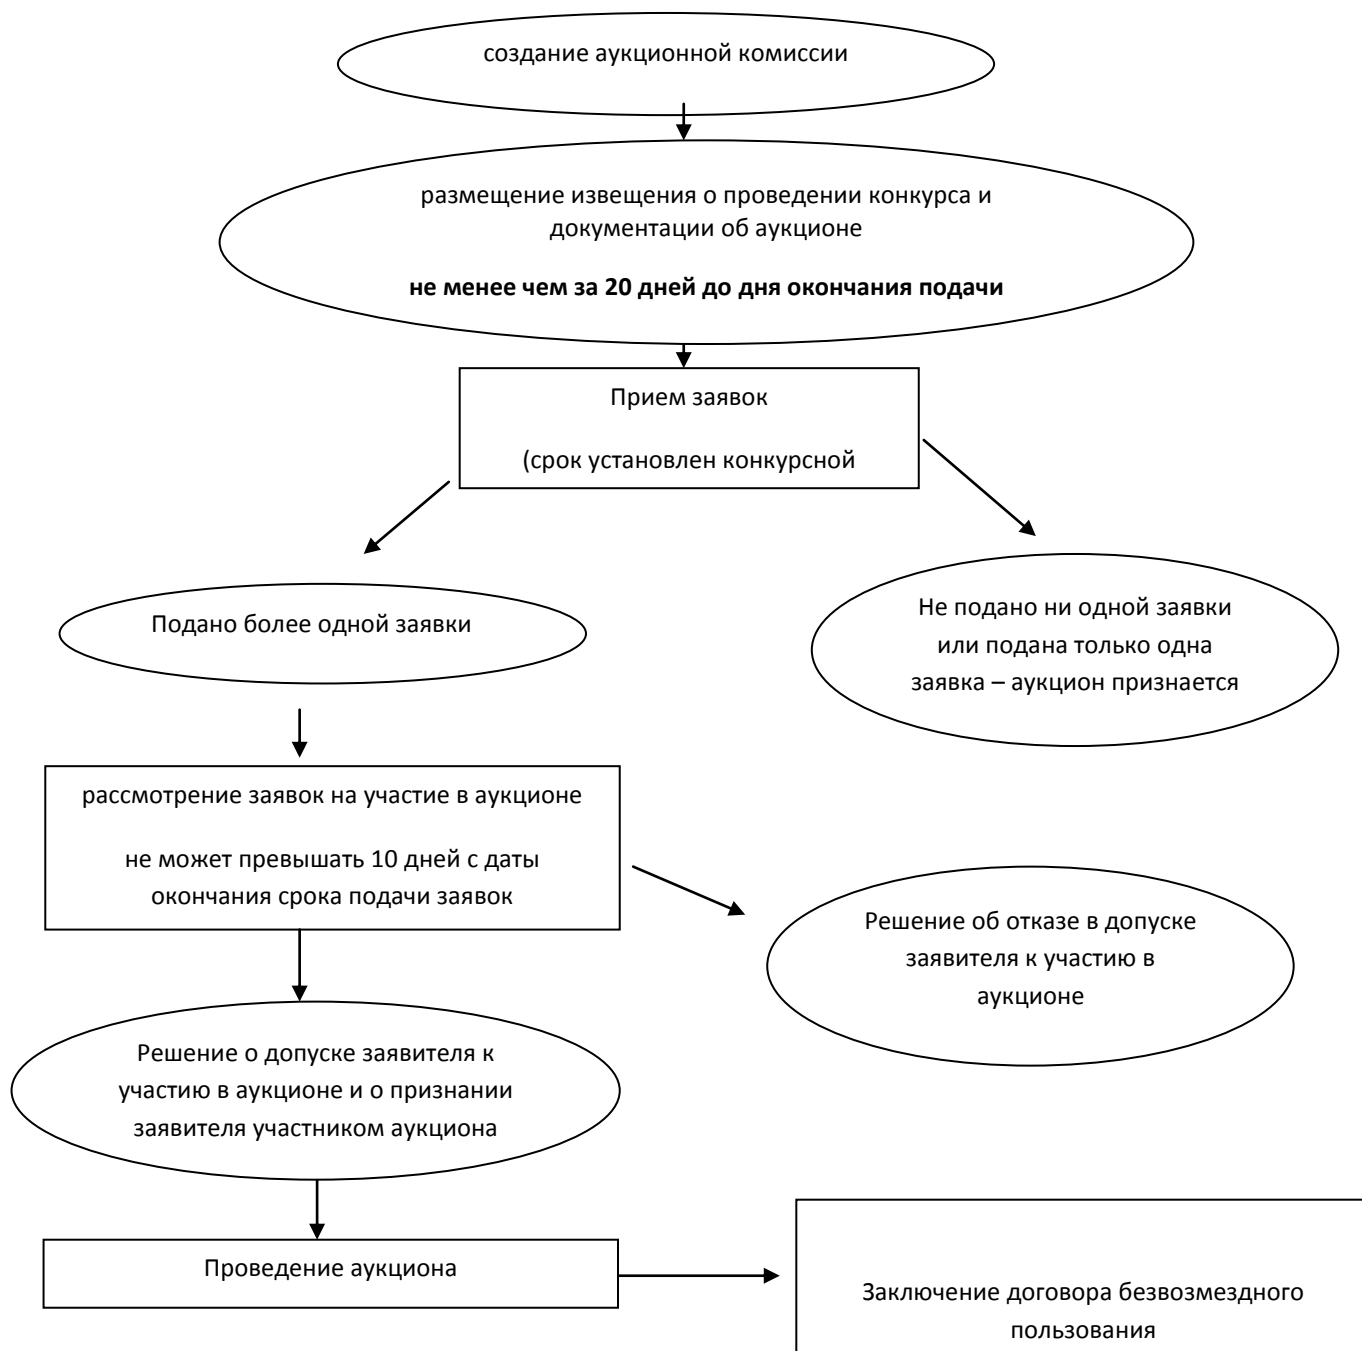 создание аукционной комиссии
размещение извещения о проведении конкурса и
документации об аукционе
не менее чем за 20 дней до дня окончания подачи
Прием заявок
(срок установлен конкурсной
Подано более одной заявки
Не подано ни одной заявки
или подана только одна
заявка – аукцион признается
рассмотрение заявок на участие в аукционе
не может превышать 10 дней с даты
окончания срока подачи заявок
Решение об отказе в допуске
заявителя к участию в
аукционе
Решение о допуске заявителя к
участию в аукционе и о признании
заявителя участником аукциона
Проведение аукциона
Заключение договора безвозмездного
пользования